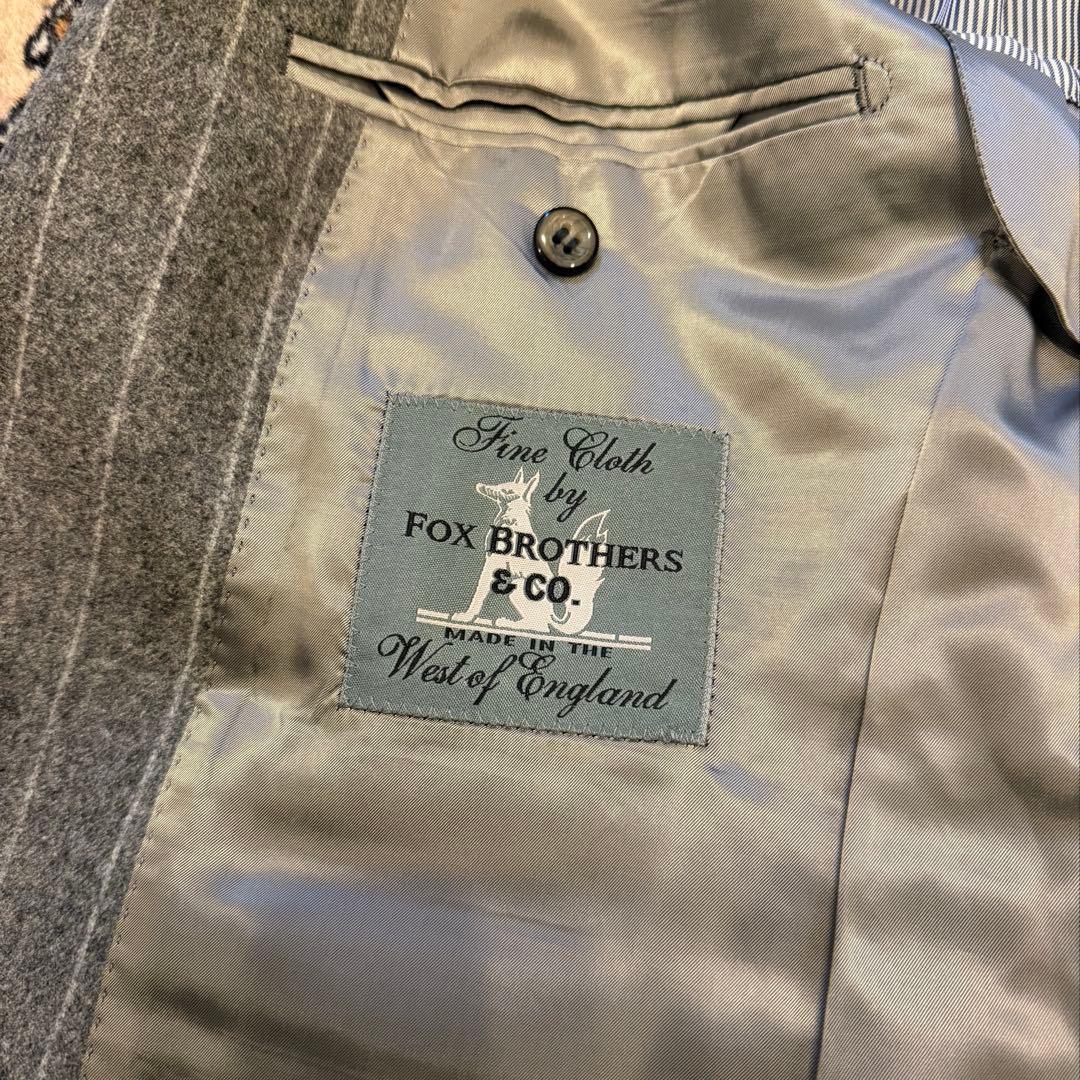 Fine Cloth
by
FOX BROTHERS
& CO.
MADE IN THE
West of England